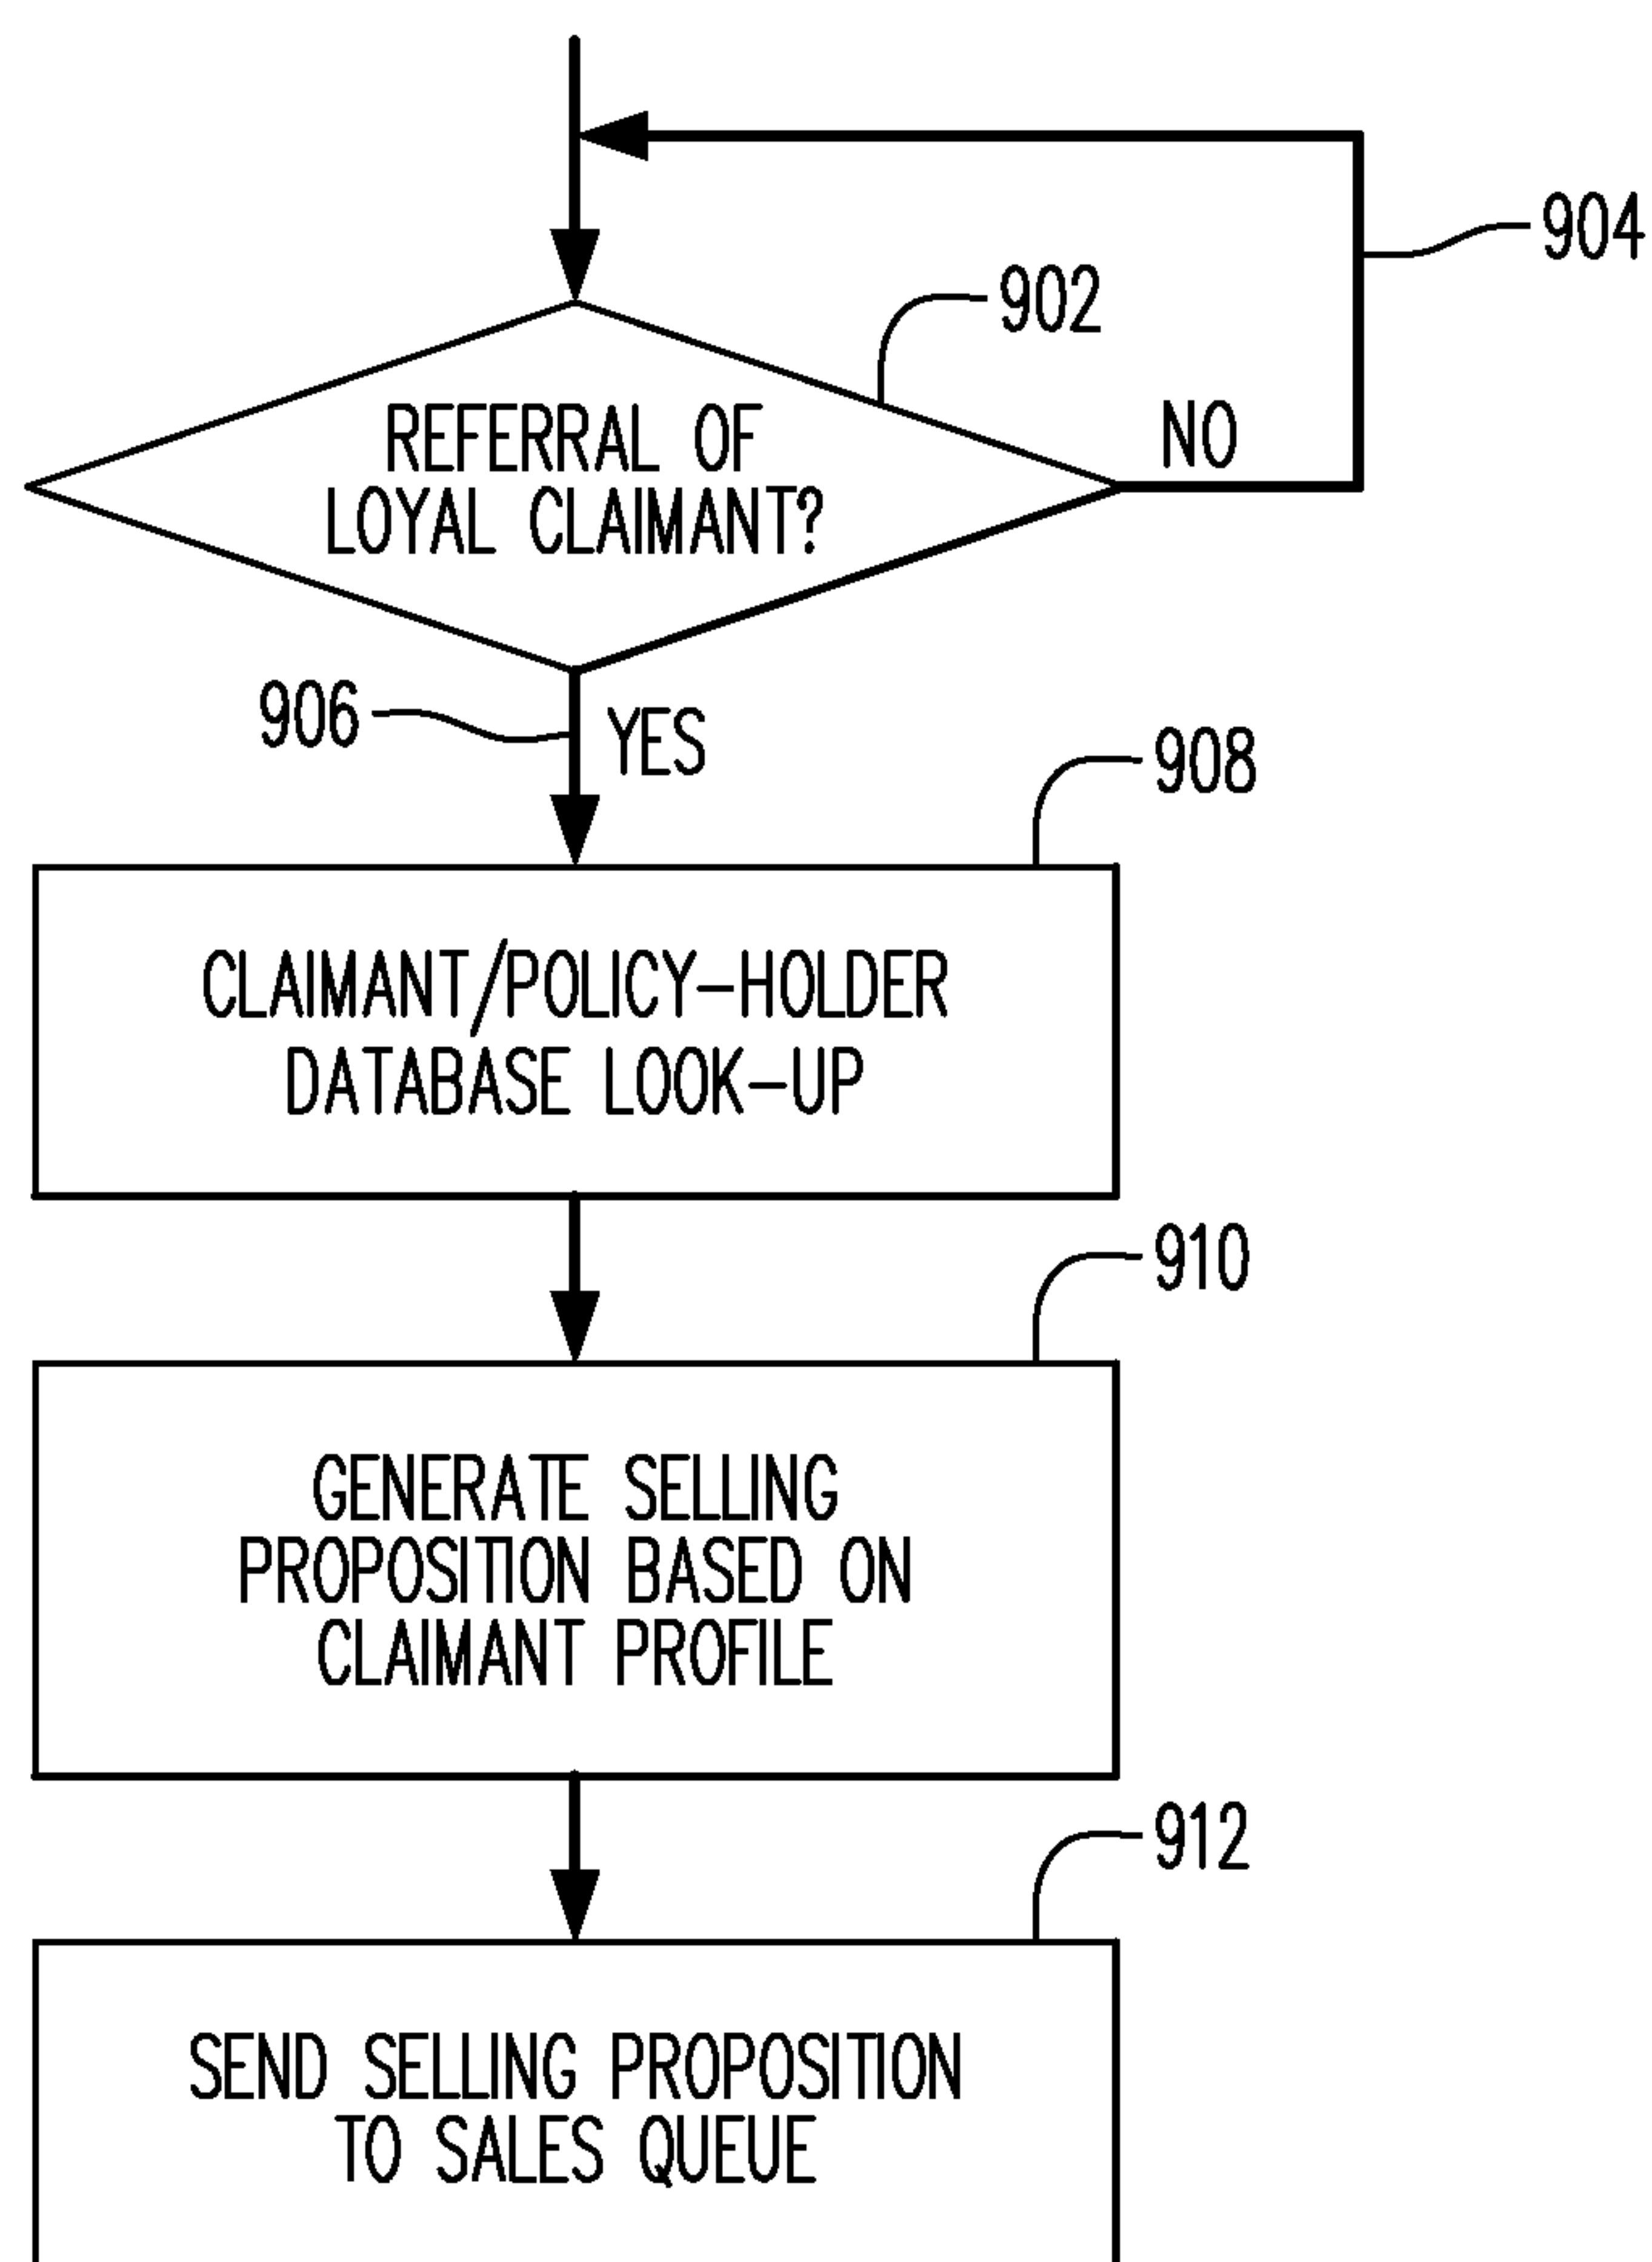 904
902
REFERRAL OF
LOYAL CLAIMANT?
NO
906
YES
908
CLAIMANT/POLICY-HOLDER
DATABASE LOOK-UP
910
GENERATE SELLING
PROPOSITION BASED ON
CLAIMANT PROFILE
912
SEND SELLING PROPOSITION
TO SALES QUEUE